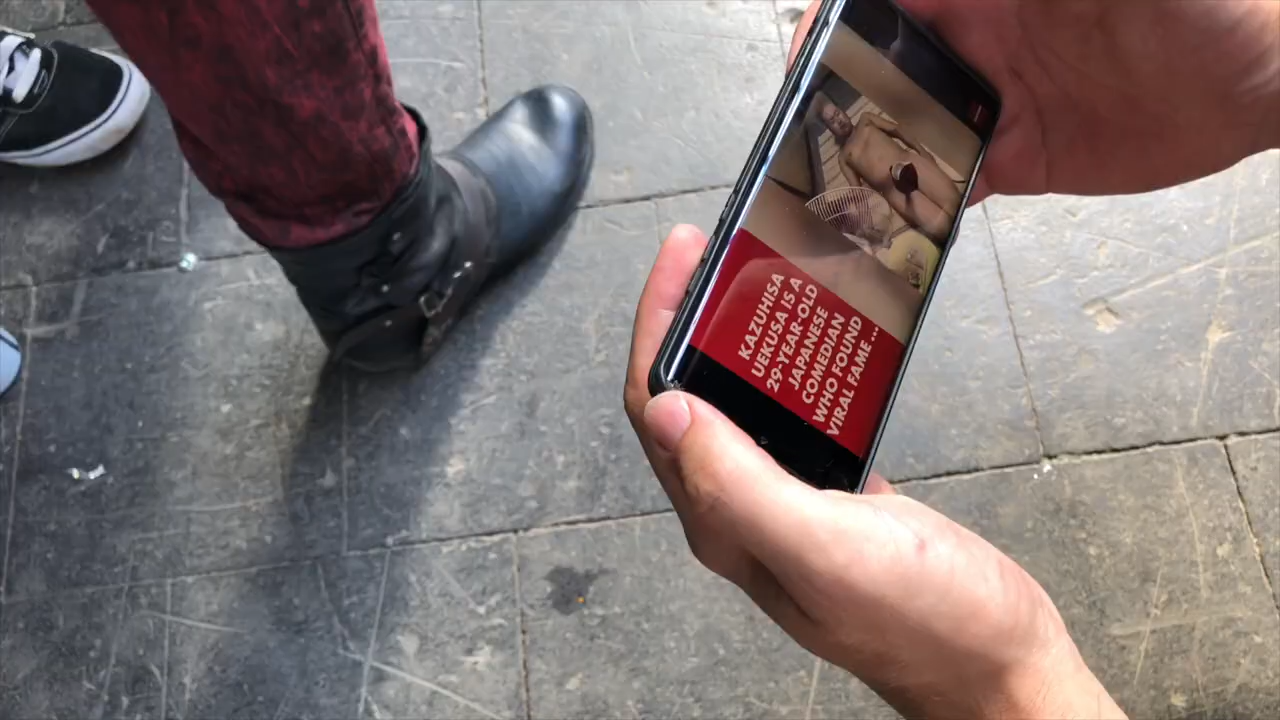 KAZUHISA
UEKUSA IS A
29-YEAR-OLD
JAPANESE
COMEDIAN
WHO FOUND
VIRAL FAME ...